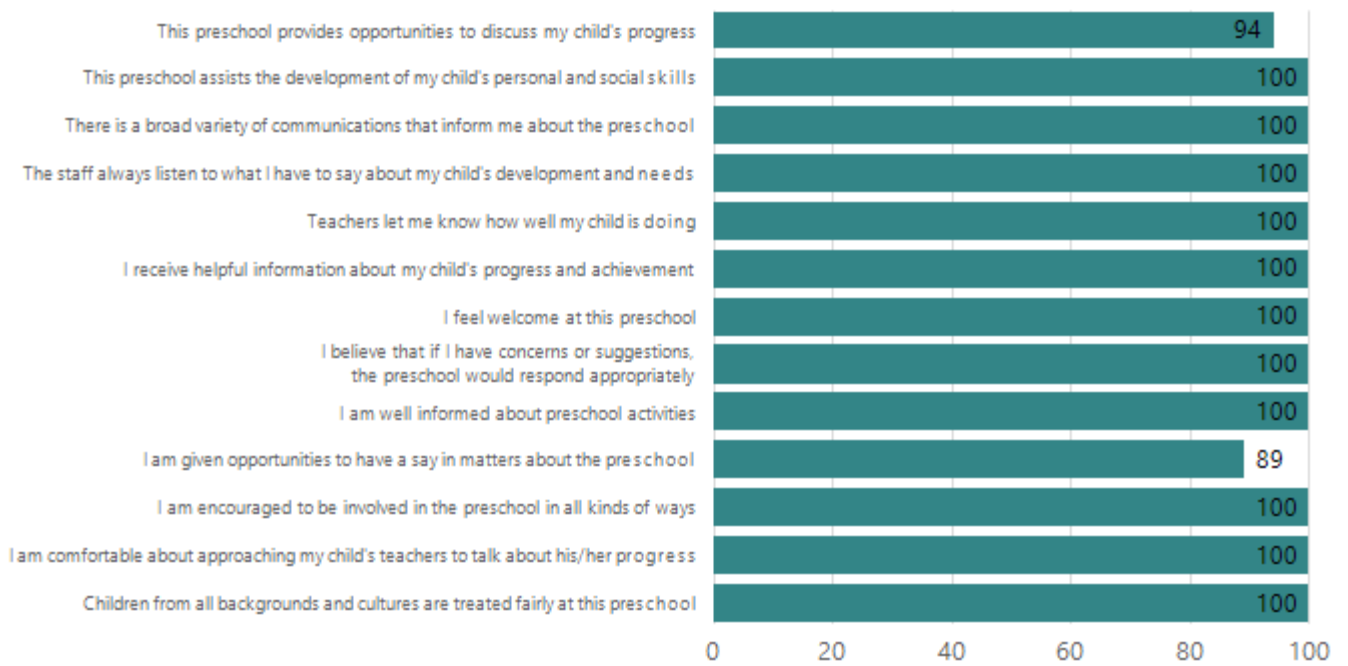 This preschool provides opportunities to discuss my child's progress
94
This preschool assists the development of my child's personal and social skills
100
There is a broad variety of communications that inform me about the preschool
100
The staff always listen to what I have to say about my child's development and needs
100
Teachers let me know how well my child is doing
100
I receive helpful information about my child's progress and achievement
100
I feel welcome at this preschool
100
I believe that if I have concerns or suggestions,
the preschool would respond appropriately
100
I am well informed about preschool activities
100
I am given opportunities to have a say in matters about the preschool
89
I am encouraged to be involved in the preschool in all kinds of ways
100
I am comfortable about approaching my child's teachers to talk about his/her progress
100
Children from all backgrounds and cultures are treated fairly at this preschool
100
0 20 40 60 80 100